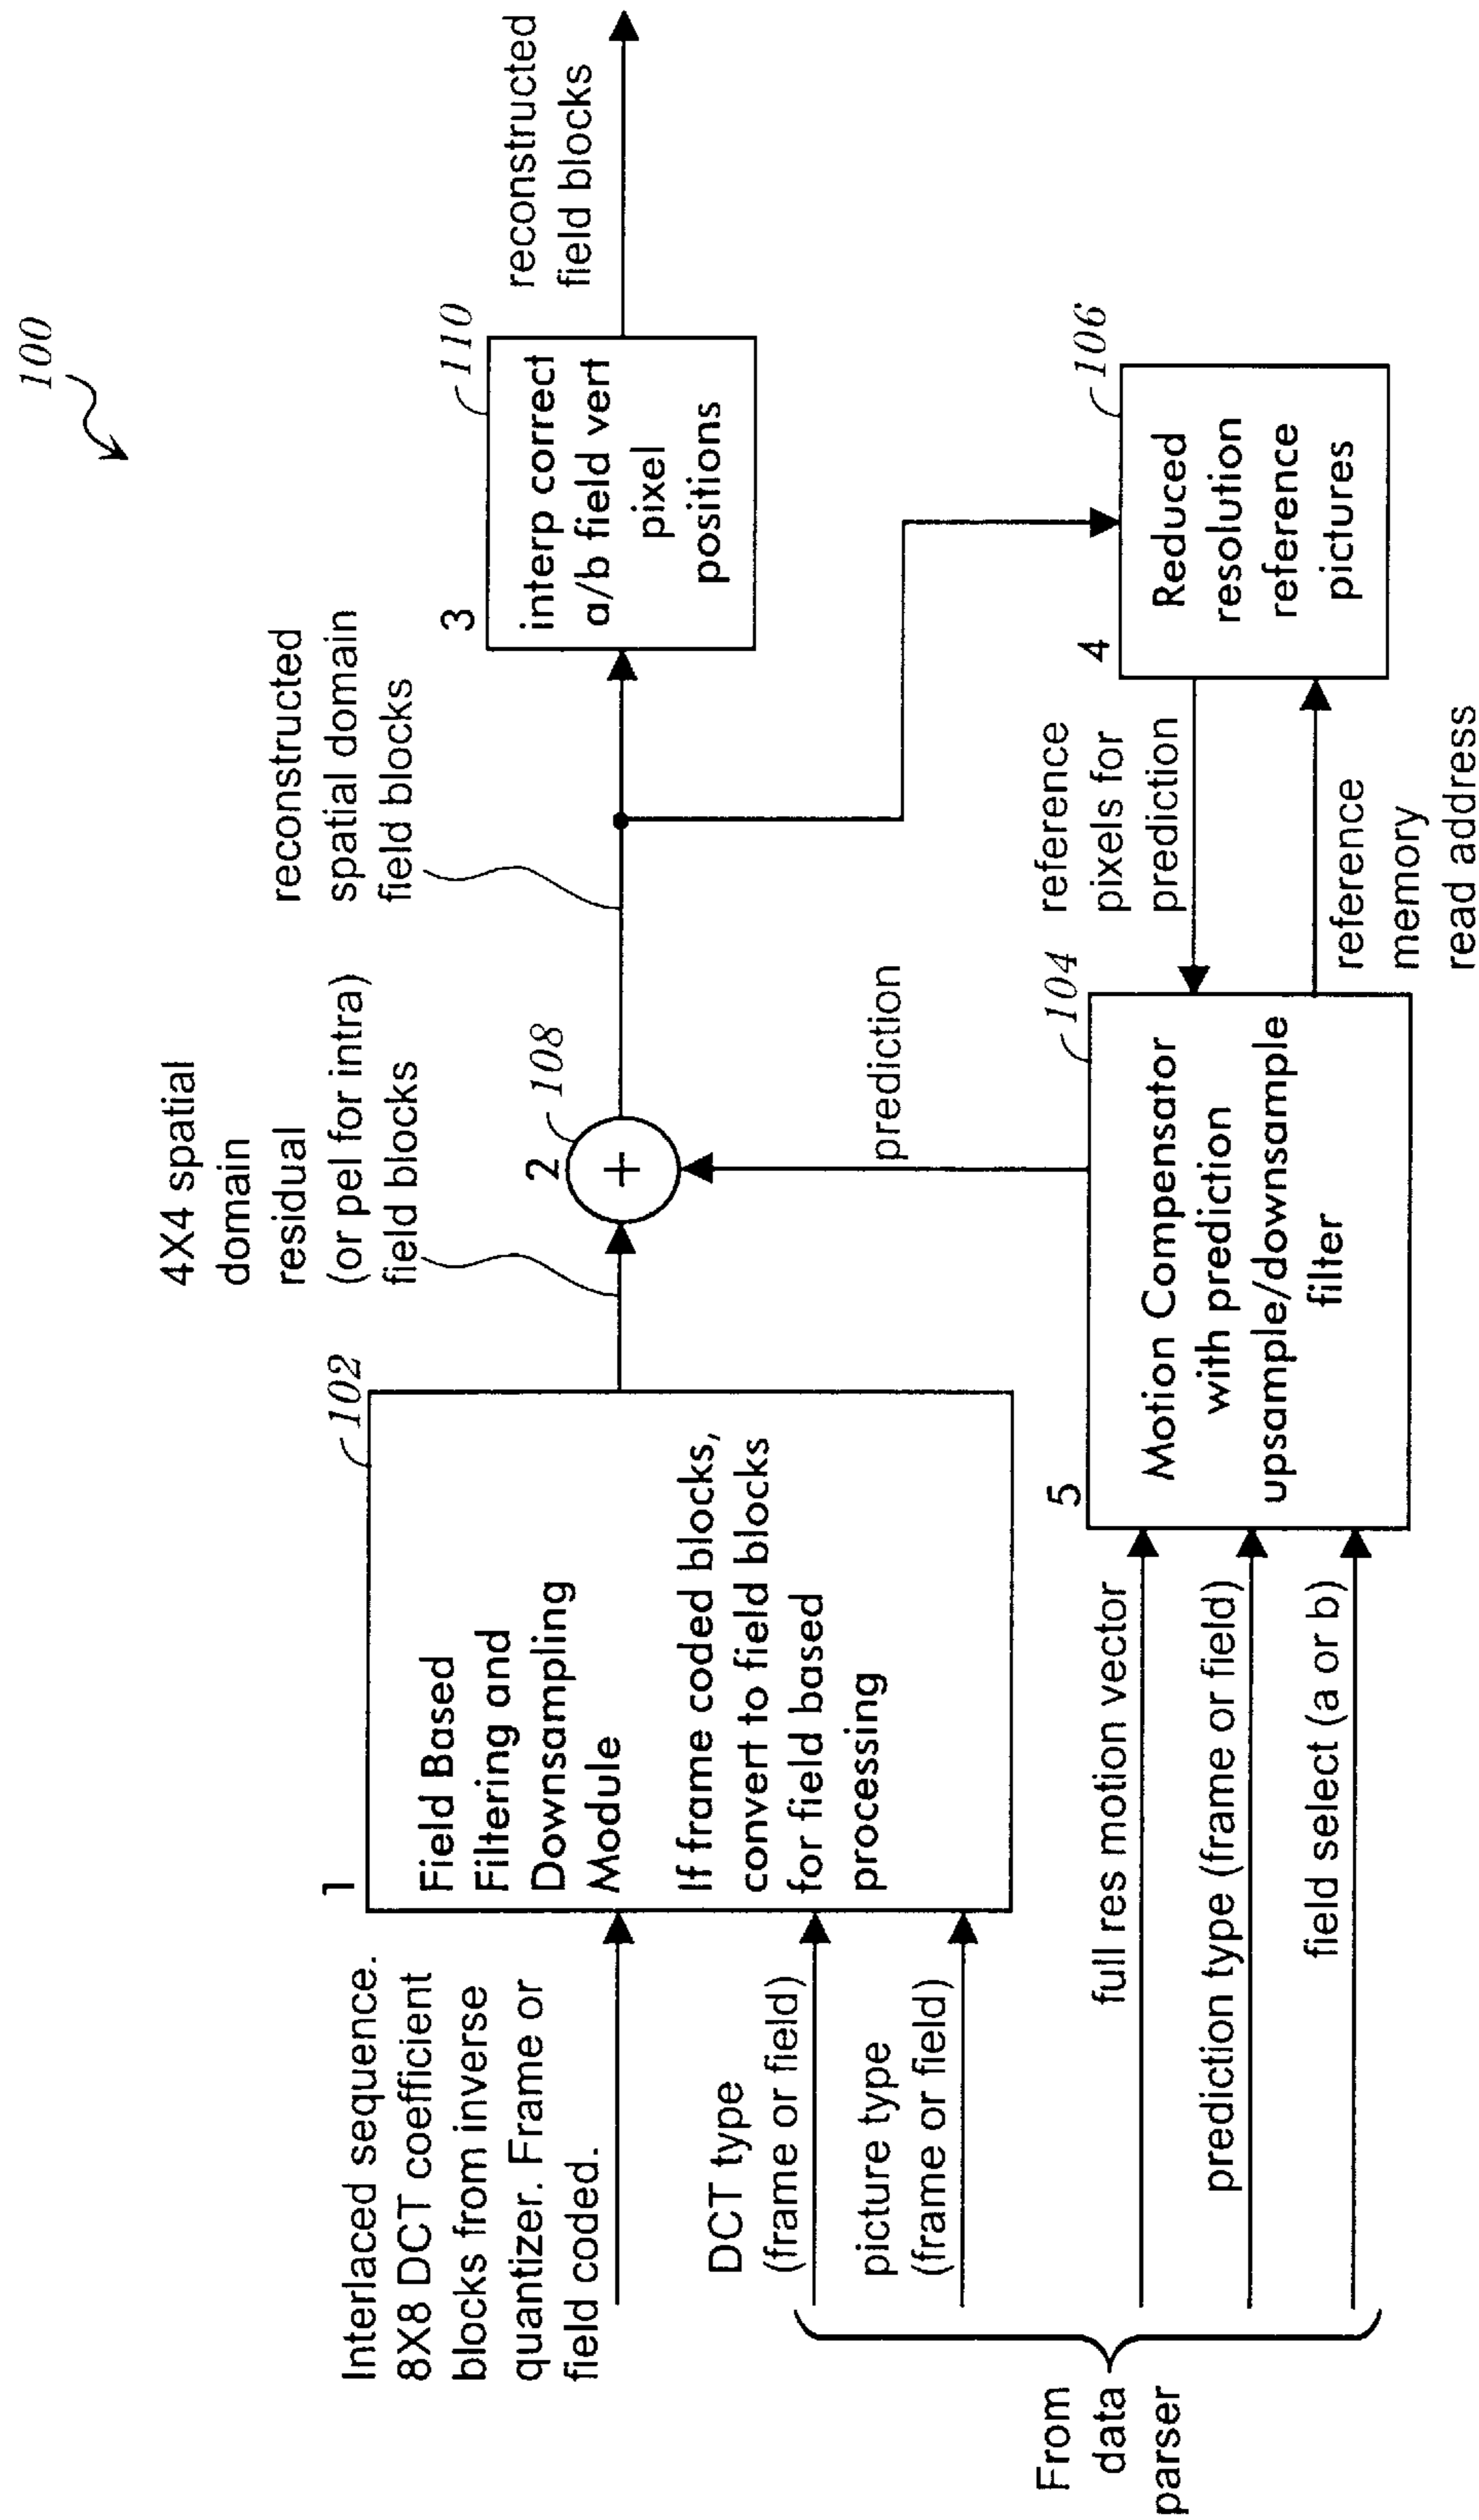 100
Interlaced sequence.
8X8 DCT coefficient
blocks from inverse
quantizer. Frame or
field coded.
DCT type
(frame or field)
picture type
(frame or field)
1
102
Field Based
Filtering and
Downsampling
Module
If frame coded blocks,
convert to field blocks
for field based
processing
4X4 spatial
domain
residual
(or pel for intra)
field blocks
2
108
+
reconstructed
spatial domain
field blocks
3
110
interp correct
a/b field vert
pixel
positions
reconstructed
field blocks
From
data
parser
full res motion vector
prediction type (frame or field)
field select (a or b)
5
104
Motion Compensator
with prediction
upsample/downsample
filter
prediction
reference
pixels for
prediction
reference
memory
read address
4
106
Reduced
resolution
reference
pictures